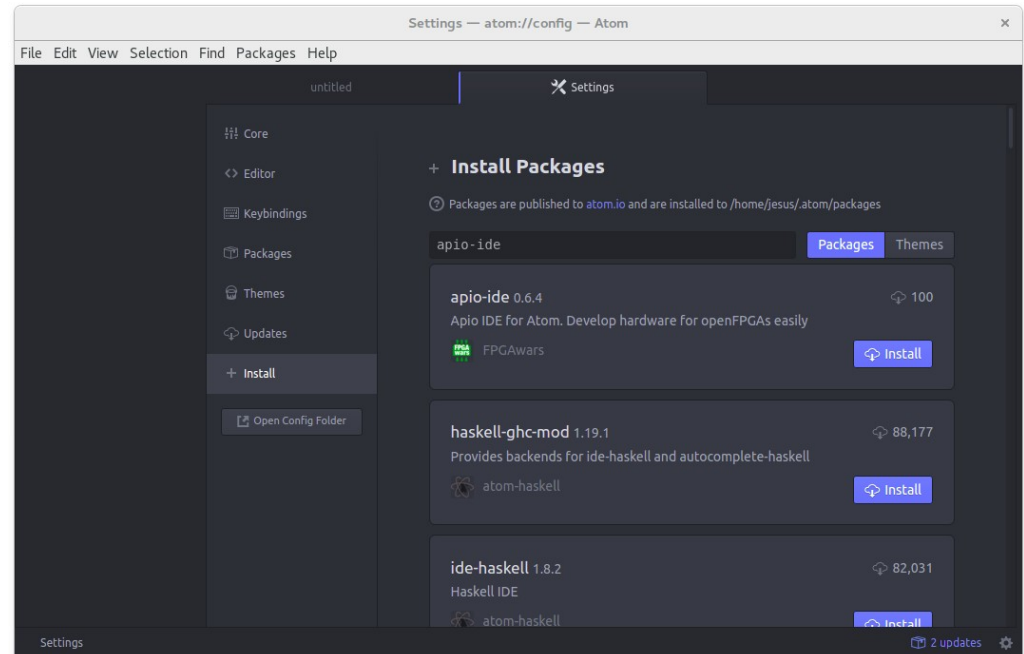 Settings — atom://config — Atom
File Edit View Selection Find Packages Help
untitled
Settings
Core
Editor
Keybindings
Packages
Themes
Updates
Install
Open Config Folder
Install Packages
Packages are published to atom.io and are installed to /home/jesus/.atom/packages
apio-ide
Packages Themes
apio-ide 0.6.4 100
Apio IDE for Atom. Develop hardware for openFPGAs easily
FPGA wars
FPGAwars
Install
haskell-ghc-mod 1.19.1 88,177
Provides backends for ide-haskell and autocomplete-haskell
atom-haskell
Install
ide-haskell 1.8.2 82,031
Haskell IDE
atom-haskell
Install
Settings
2 updates